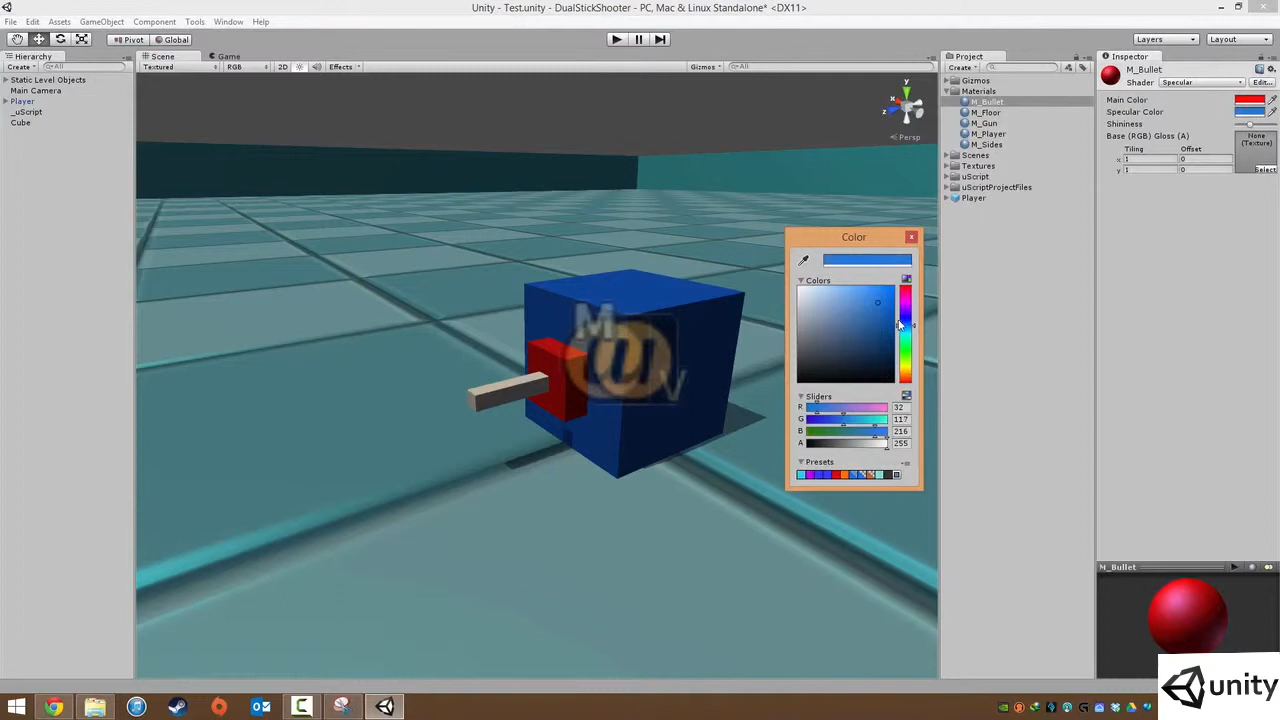 Unity - Test.unity - DualStickShooter - PC, Mac & Linux Standalone* <DX11>
File Edit Assets GameObject Component Tools Window Help
Pivot Global Layers Layout
Hierarchy
Create All
Static Level Objects
Main Camera
Player
_uScript
Cube
Scene Game
Textured RGB 2D Effects Gizmos All
y
x
z
Persp
M
u
V
Color
Colors
Sliders
R 32
G 117
B 216
A 255
Presets
Project
Create
Gizmos
Materials
M_Bullet
M_Floor
M_Gun
M_Player
M_Sides
Scenes
Textures
uScript
uScriptProjectFiles
Player
Inspector
M_Bullet
Shader Specular Edit...
Main Color
Specular Color
Shininess
Base (RGB) Gloss (A)
None
(Texture)
Tiling Offset
x 1 0
y 1 0
Select
M_Bullet
unity